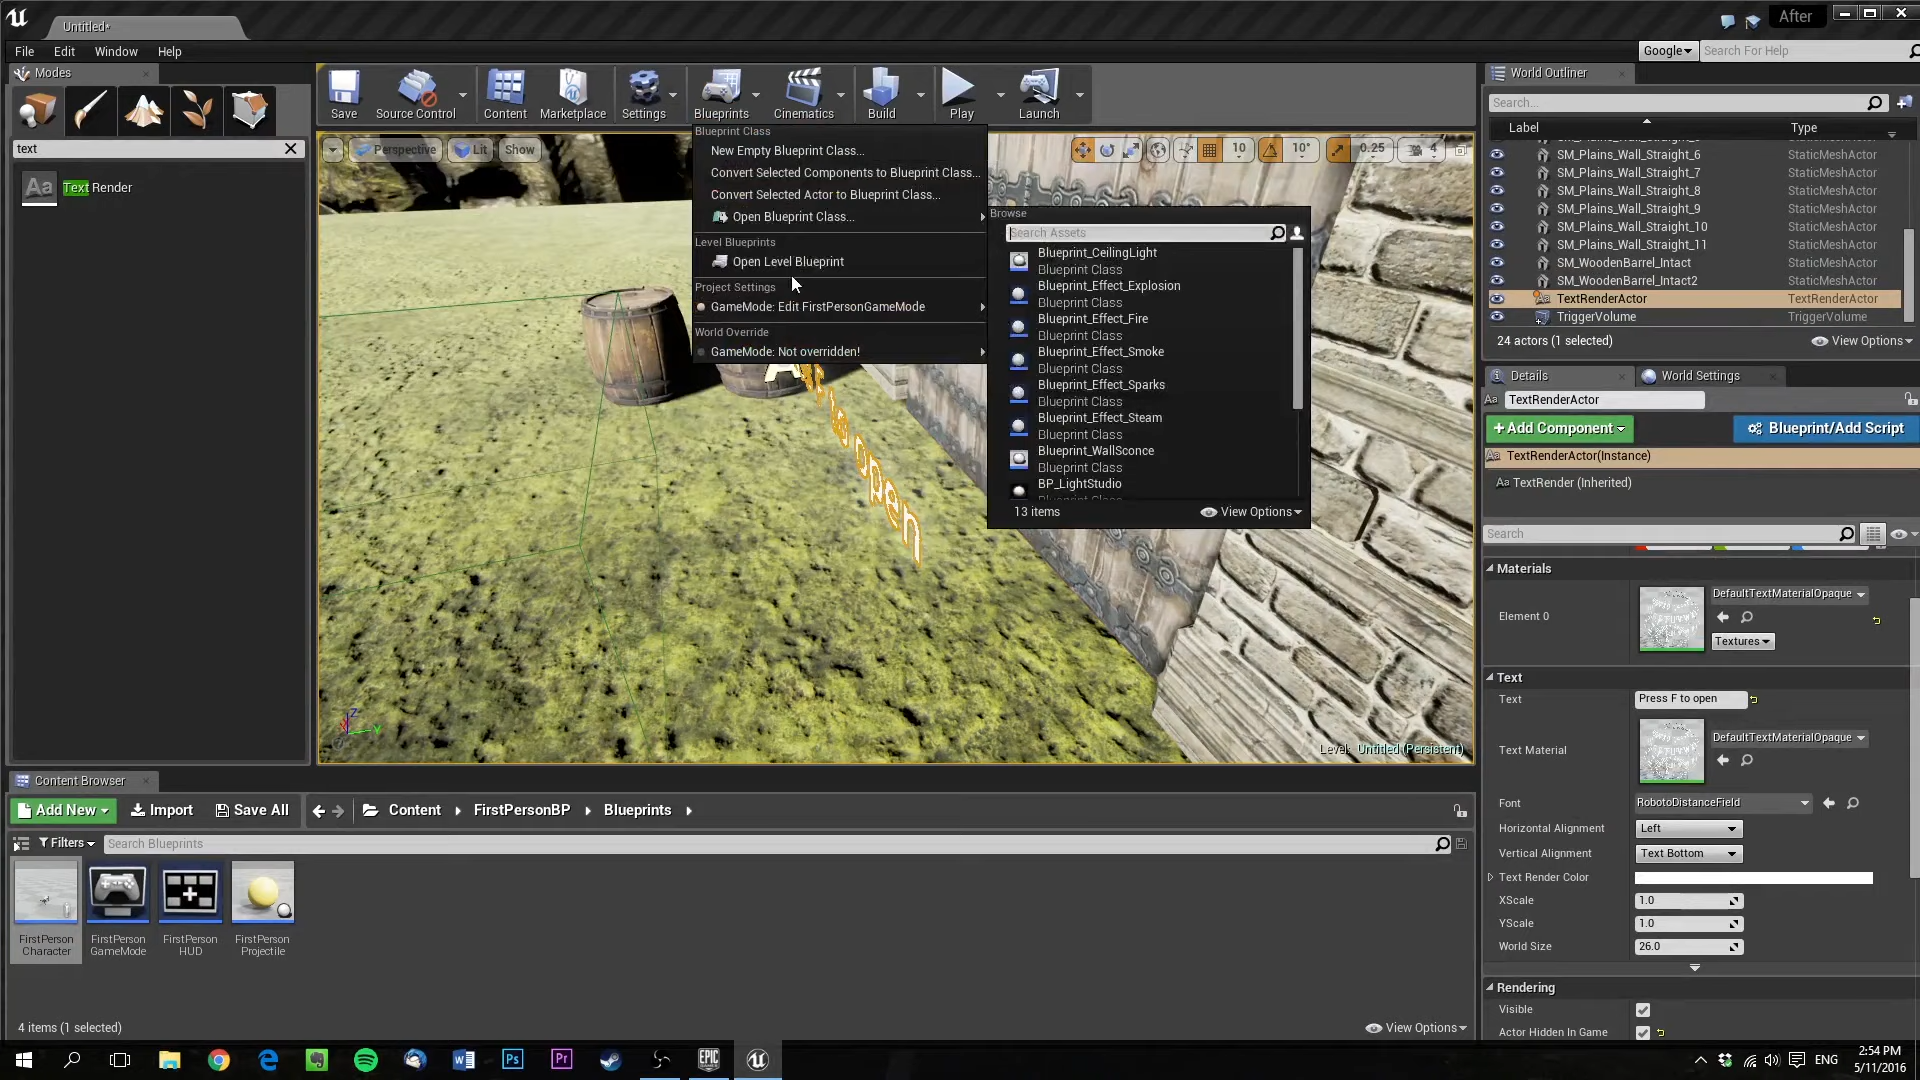 Untitled*
After
File Edit Window Help
Google
Search For Help
Modes
text
Text Render
Save
Source Control
Content
Marketplace
Settings
Blueprints
Cinematics
Build
Play
Launch
Perspective
Lit
Show
10
10°
0.25
4
Blueprint Class
New Empty Blueprint Class...
Convert Selected Components to Blueprint Class...
Convert Selected Actor to Blueprint Class...
Open Blueprint Class...
Level Blueprints
Open Level Blueprint
Project Settings
GameMode: Edit FirstPersonGameMode
World Override
GameMode: Not overridden!
Browse
Search Assets
Blueprint_CeilingLight
Blueprint Class
Blueprint_Effect_Explosion
Blueprint Class
Blueprint_Effect_Fire
Blueprint Class
Blueprint_Effect_Smoke
Blueprint Class
Blueprint_Effect_Sparks
Blueprint Class
Blueprint_Effect_Steam
Blueprint Class
Blueprint_WallSconce
Blueprint Class
BP_LightStudio
Blueprint Class
13 items
View Options
open
Level: Untitled (Persistent)
World Outliner
Search...
Label Type
SM_Plains_Wall_Straight_6 StaticMeshActor
SM_Plains_Wall_Straight_7 StaticMeshActor
SM_Plains_Wall_Straight_8 StaticMeshActor
SM_Plains_Wall_Straight_9 StaticMeshActor
SM_Plains_Wall_Straight_10 StaticMeshActor
SM_Plains_Wall_Straight_11 StaticMeshActor
SM_WoodenBarrel_Intact StaticMeshActor
SM_WoodenBarrel_Intact2 StaticMeshActor
TextRenderActor TextRenderActor
TriggerVolume TriggerVolume
24 actors (1 selected)
View Options
Details
World Settings
TextRenderActor
+Add Component
Blueprint/Add Script
TextRenderActor(Instance)
TextRender (Inherited)
Search
Materials
Element 0
DefaultTextMaterialOpaque
Textures
Text
Text Press F to open
Text Material
DefaultTextMaterialOpaque
Font RobotoDistanceField
Horizontal Alignment Left
Vertical Alignment Text Bottom
Text Render Color
XScale 1.0
YScale 1.0
World Size 26.0
Rendering
Visible
Actor Hidden In Game
Content Browser
Add New
Import
Save All
Content
FirstPersonBP
Blueprints
Filters
Search Blueprints
FirstPerson
Character
FirstPerson
GameMode
FirstPerson
HUD
FirstPerson
Projectile
4 items (1 selected)
View Options
Ps
Pr
EPIC
GAMES
ENG
2:54 PM
5/11/2016